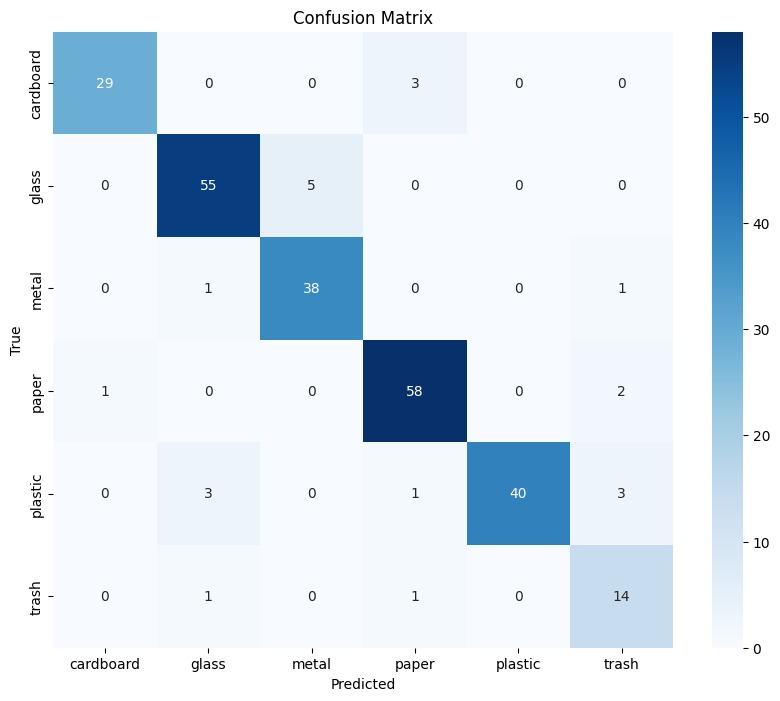 Confusion Matrix
cardboard 29 0 0 3 0 0
glass 0 55 5 0 0 0
metal 0 1 38 0 0 1
paper 1 0 0 58 0 2
plastic 0 3 0 1 40 3
trash 0 1 0 1 0 14
cardboard glass metal paper plastic trash
True
Predicted
50
40
30
20
10
0